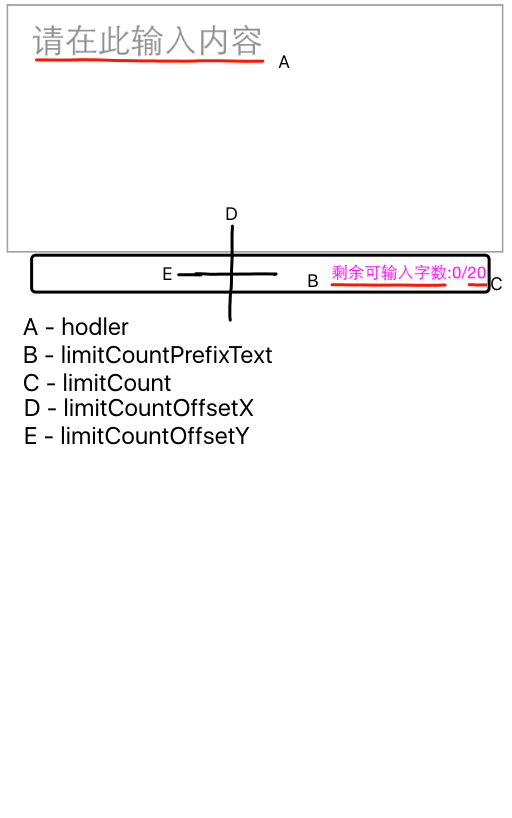 请在此输入内容
A
D
E
B
剩余可输入字数:0/20
C
A - hodler
B - limitCountPrefixText
C - limitCount
D - limitCountOffsetX
E - limitCountOffsetY